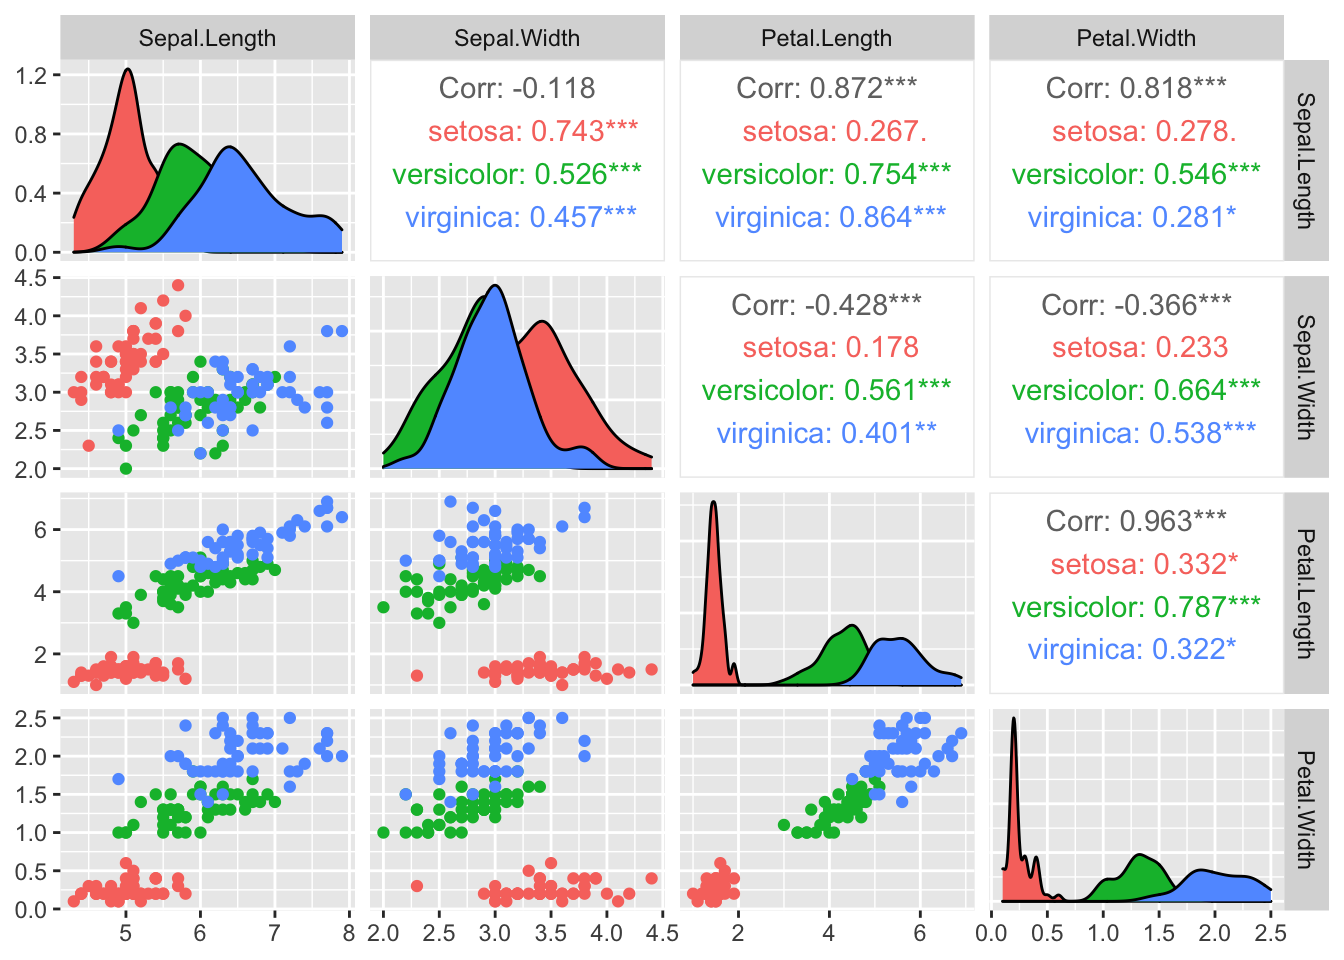 Sepal.Length
Sepal.Width
Petal.Length
Petal.Width
1.2
0.8
0.4
0.0
Corr: -0.118
setosa: 0.743***
versicolor: 0.526***
virginica: 0.457***
Corr: 0.872***
setosa: 0.267.
versicolor: 0.754***
virginica: 0.864***
Corr: 0.818***
setosa: 0.278.
versicolor: 0.546***
virginica: 0.281*
Sepal.Length
4.5
4.0
3.5
3.0
2.5
2.0
Corr: -0.428***
setosa: 0.178
versicolor: 0.561***
virginica: 0.401**
Corr: -0.366***
setosa: 0.233
versicolor: 0.664***
virginica: 0.538***
Sepal.Width
6
4
2
Corr: 0.963***
setosa: 0.332*
versicolor: 0.787***
virginica: 0.322*
Petal.Length
2.5
2.0
1.5
1.0
0.5
0.0
Petal.Width
5 6 7 8
2.0 2.5 3.0 3.5 4.0 4.5
2 4 6
0.0 0.5 1.0 1.5 2.0 2.5